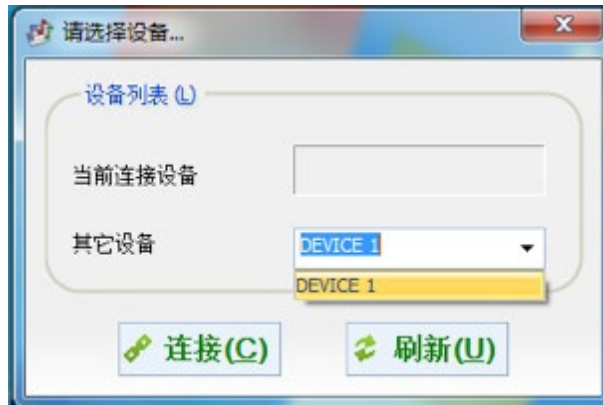 请选择设备...
设备列表(L)
当前连接设备
其它设备
DEVICE 1
DEVICE 1
连接(C)
刷新(U)